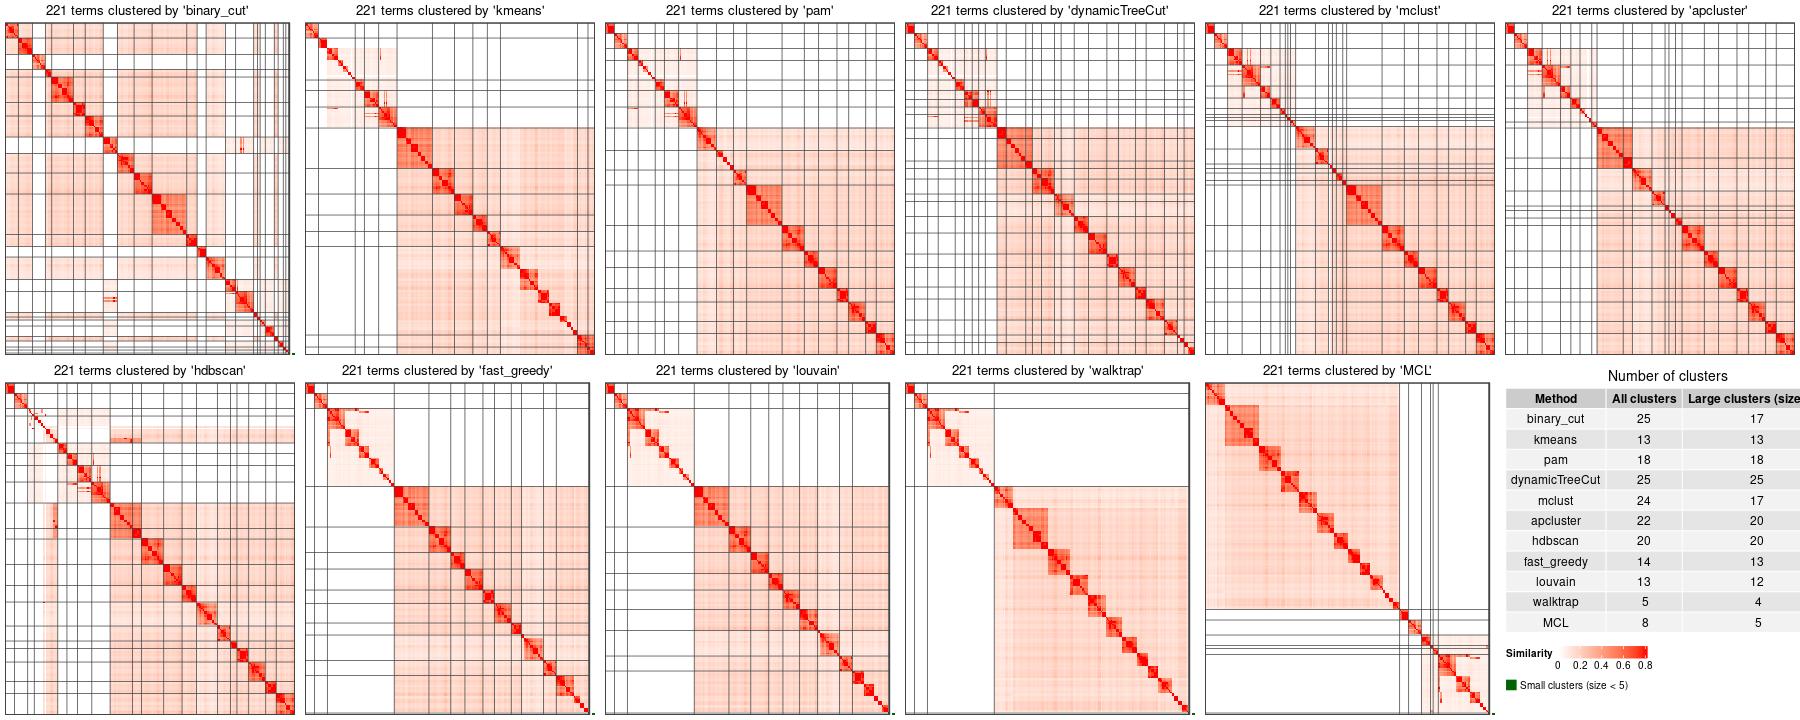 221 terms clustered by 'binary_cut'
221 terms clustered by 'kmeans'
221 terms clustered by 'pam'
221 terms clustered by 'dynamicTreeCut'
221 terms clustered by 'mclust'
221 terms clustered by 'apcluster'
221 terms clustered by 'hdbscan'
221 terms clustered by 'fast_greedy'
221 terms clustered by 'louvain'
221 terms clustered by 'walktrap'
221 terms clustered by 'MCL'
Number of clusters
Method All clusters Large clusters (size
binary_cut 25 17
kmeans 13 13
pam 18 18
dynamicTreeCut 25 25
mclust 24 17
apcluster 22 20
hdbscan 20 20
fast_greedy 14 13
louvain 13 12
walktrap 5 4
MCL 8 5
Similarity
0 0.2 0.4 0.6 0.8
Small clusters (size < 5)